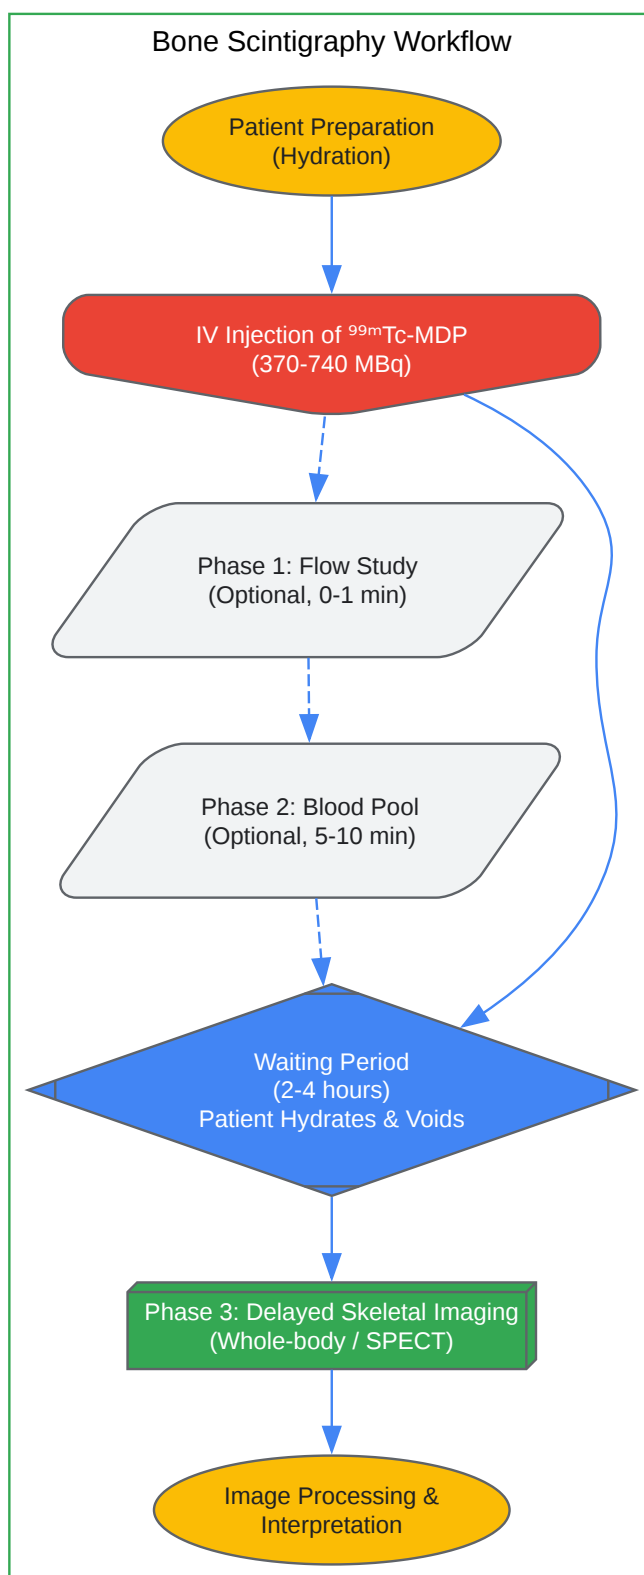 Bone Scintigraphy Workflow
Patient Preparation
(Hydration)
IV Injection of ⁹⁹ᵐTc-MDP
(370-740 MBq)
Phase 1: Flow Study
(Optional, 0-1 min)
Phase 2: Blood Pool
(Optional, 5-10 min)
Waiting Period
(2-4 hours)
Patient Hydrates & Voids
Phase 3: Delayed Skeletal Imaging
(Whole-body / SPECT)
Image Processing &
Interpretation